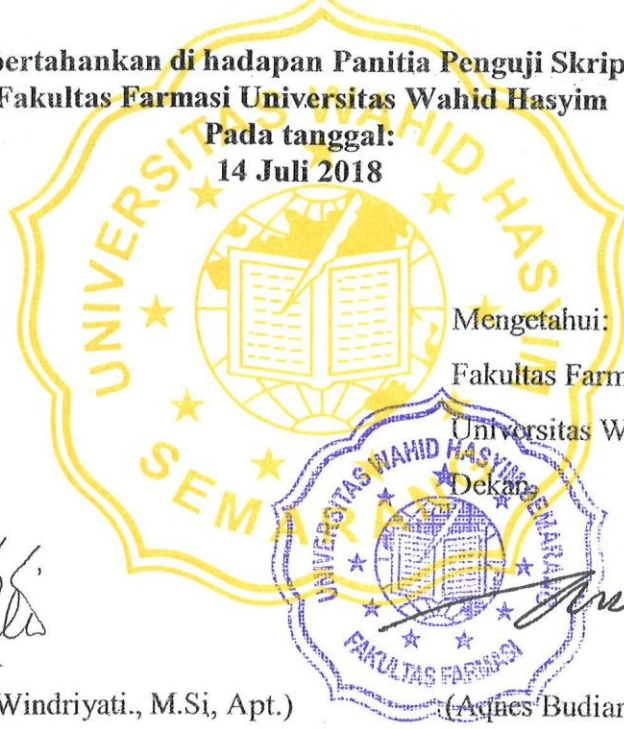 pertahankan di hadapan Panitia Penguji Skrip
Fakultas Farmasi Universitas Wahid Hasyim
Pada tanggal:
14 Juli 2018
UNIVERSITAS WAHID HASYIM
SEMARANG
Mengetahui:
Fakultas Farm
Universitas W
Dekan,
UNIVERSITAS WAHID HASYIM SEMARANG
FAKULTAS FARMASI
Windriyati., M.Si, Apt.)
(Agnes Budiar